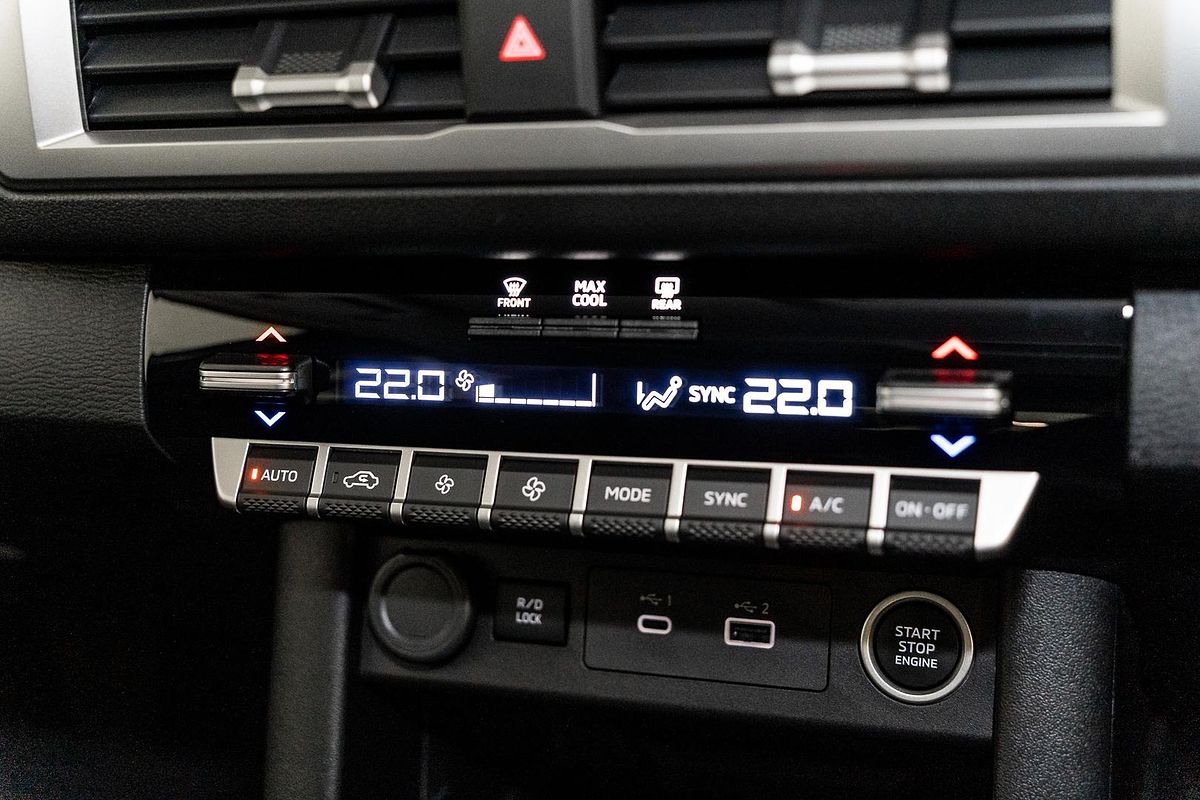 FRONT
MAX
COOL
REAR
22.0
SYNC 22.0
AUTO
MODE
SYNC
A/C
ON·OFF
R/D
LOCK
1
2
START
STOP
ENGINE